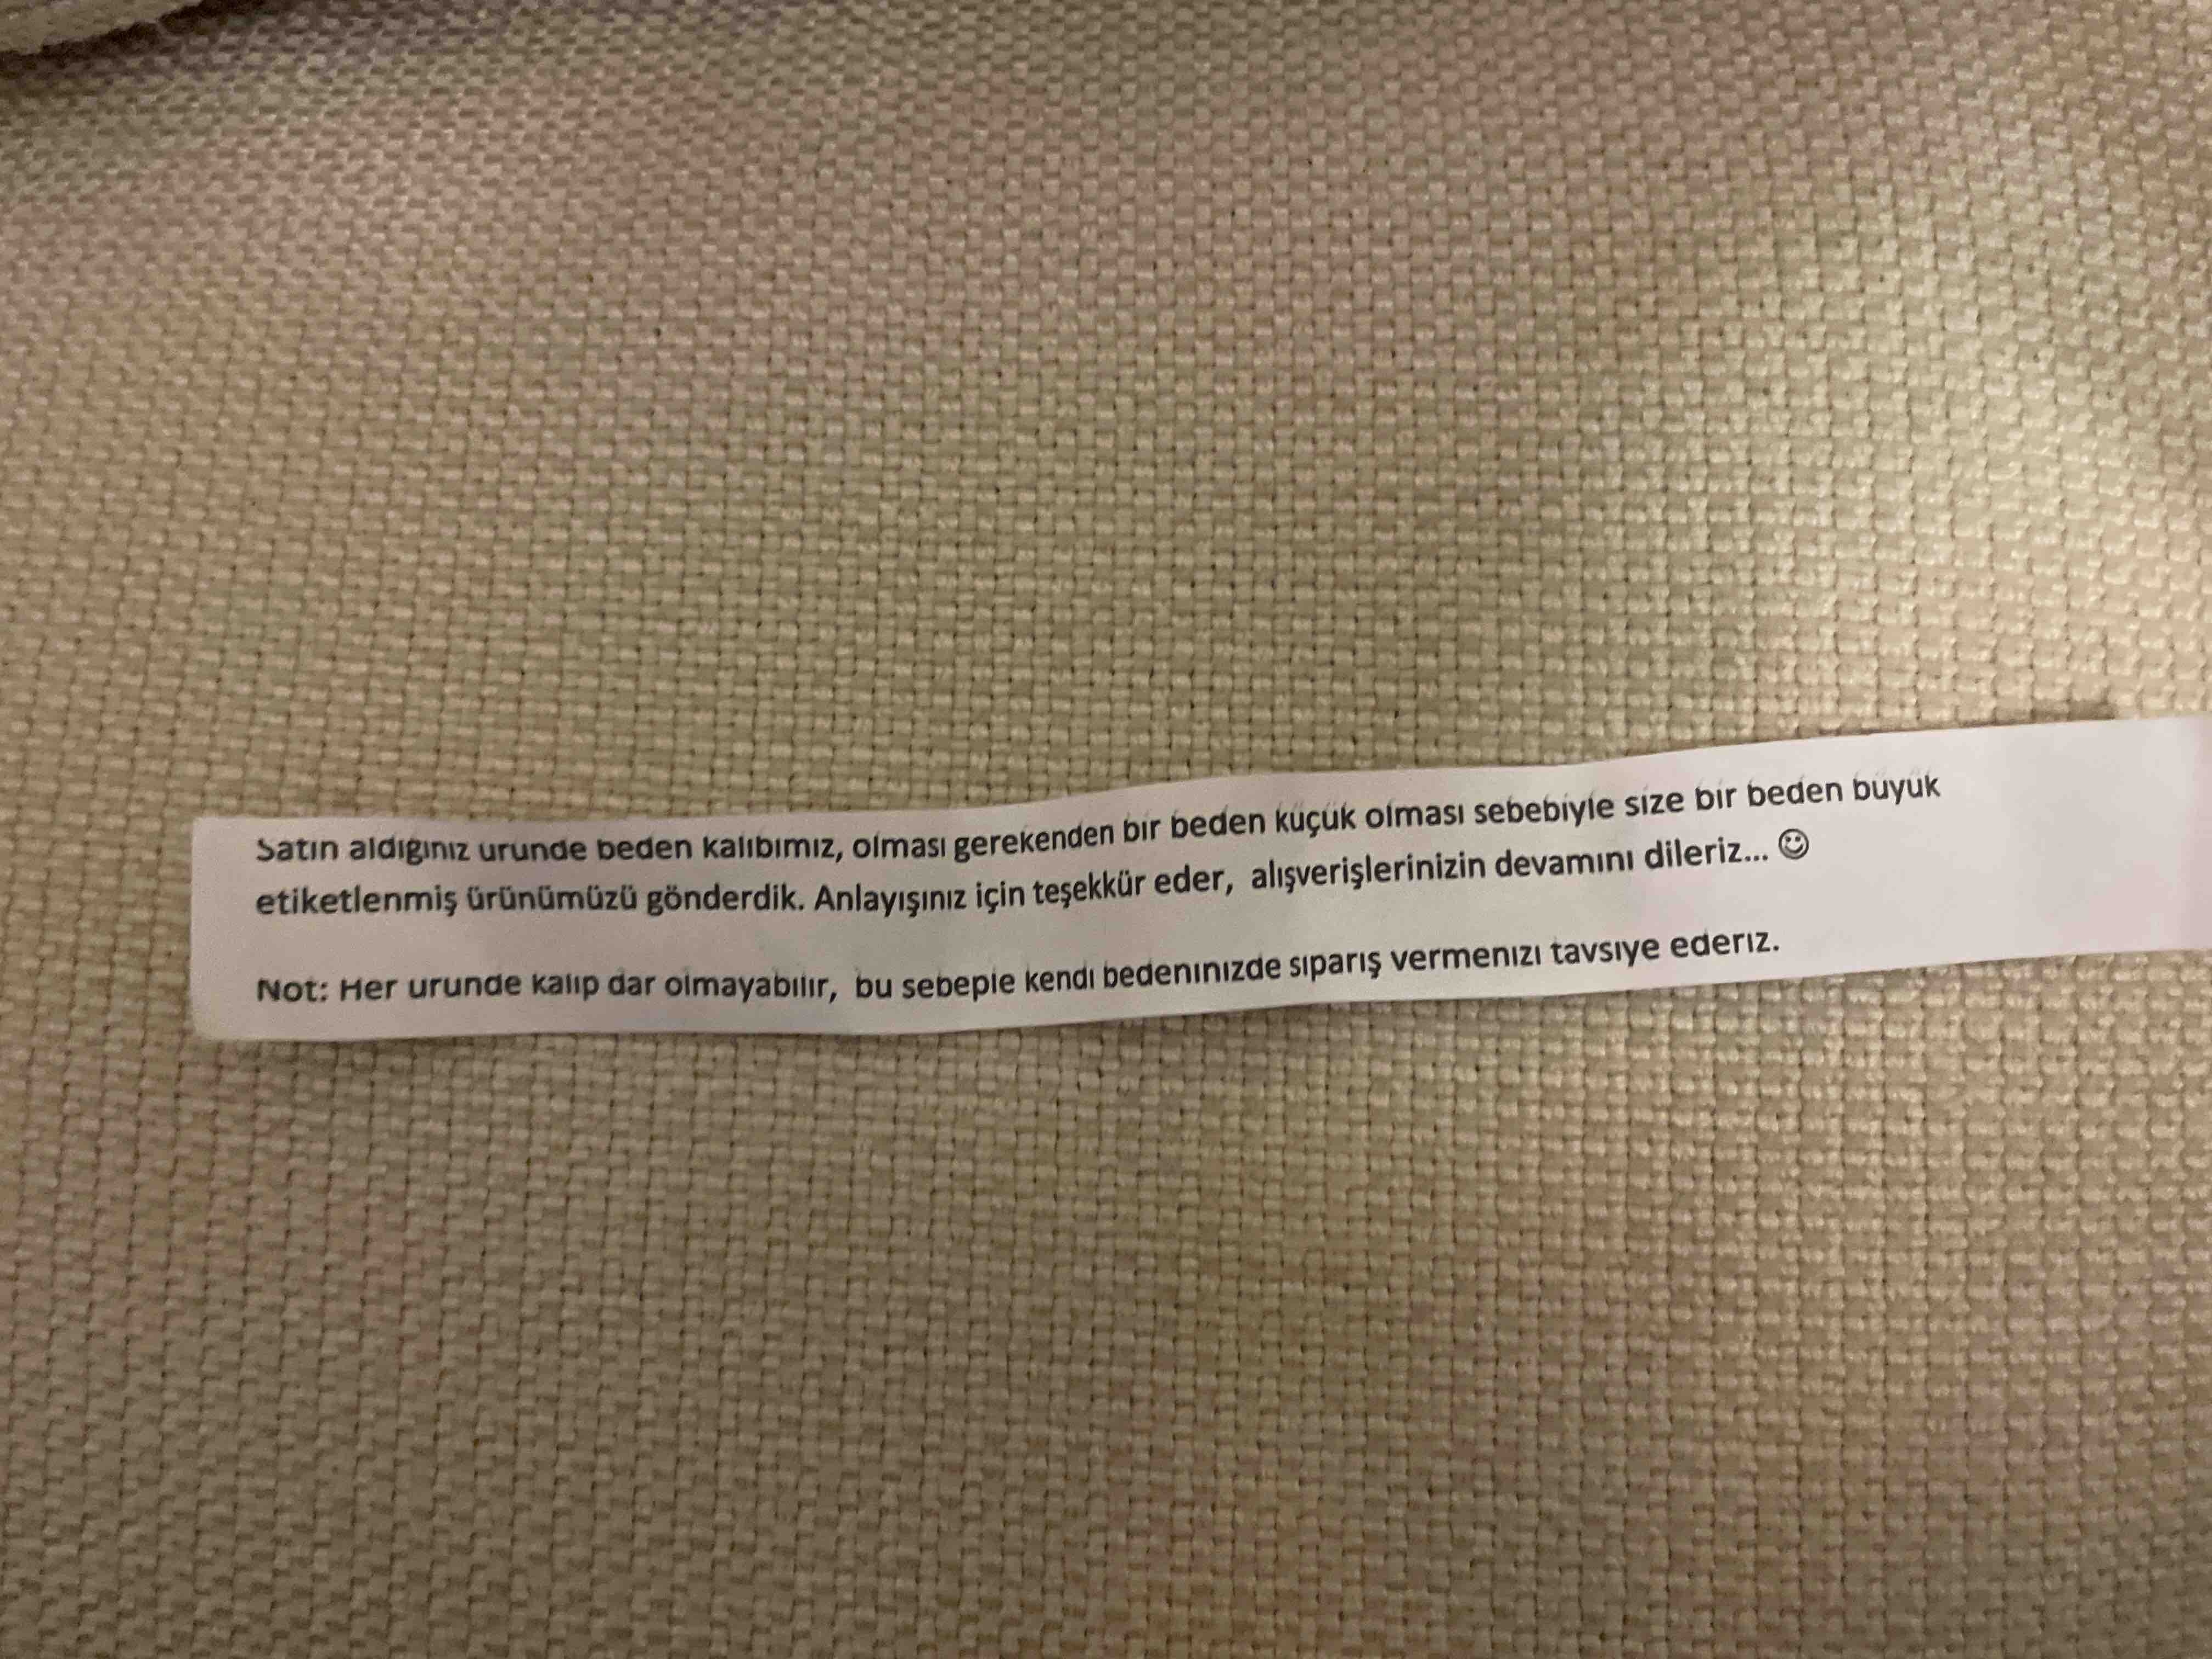 Satın aldığınız üründe beden kalıbımız, olması gerekenden bir beden küçük olması sebebiyle size bir beden büyük
etiketlenmiş ürünümüzü gönderdik. Anlayışınız için teşekkür eder, alışverişlerinizin devamını dileriz... ☺
Not: Her üründe kalıp dar olmayabilir, bu sebeple kendi bedeninizde sipariş vermenizi tavsiye ederiz.